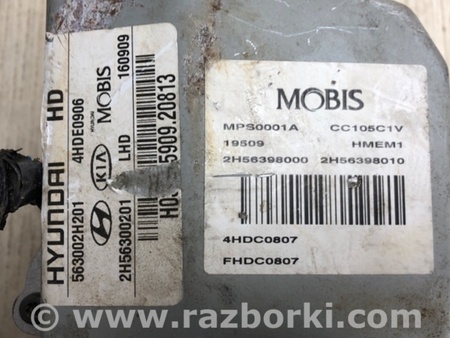 HYUNDAI HD
563002H201 4HDE0906
KIA MOBIS 160909
2H56300201 LHD
5909.20813
MOBIS
MPS0001A CC105C1V
19509 HMEM1
2H56398000 2H56398010
4HDC0807
FHDC0807
www.razborki.com